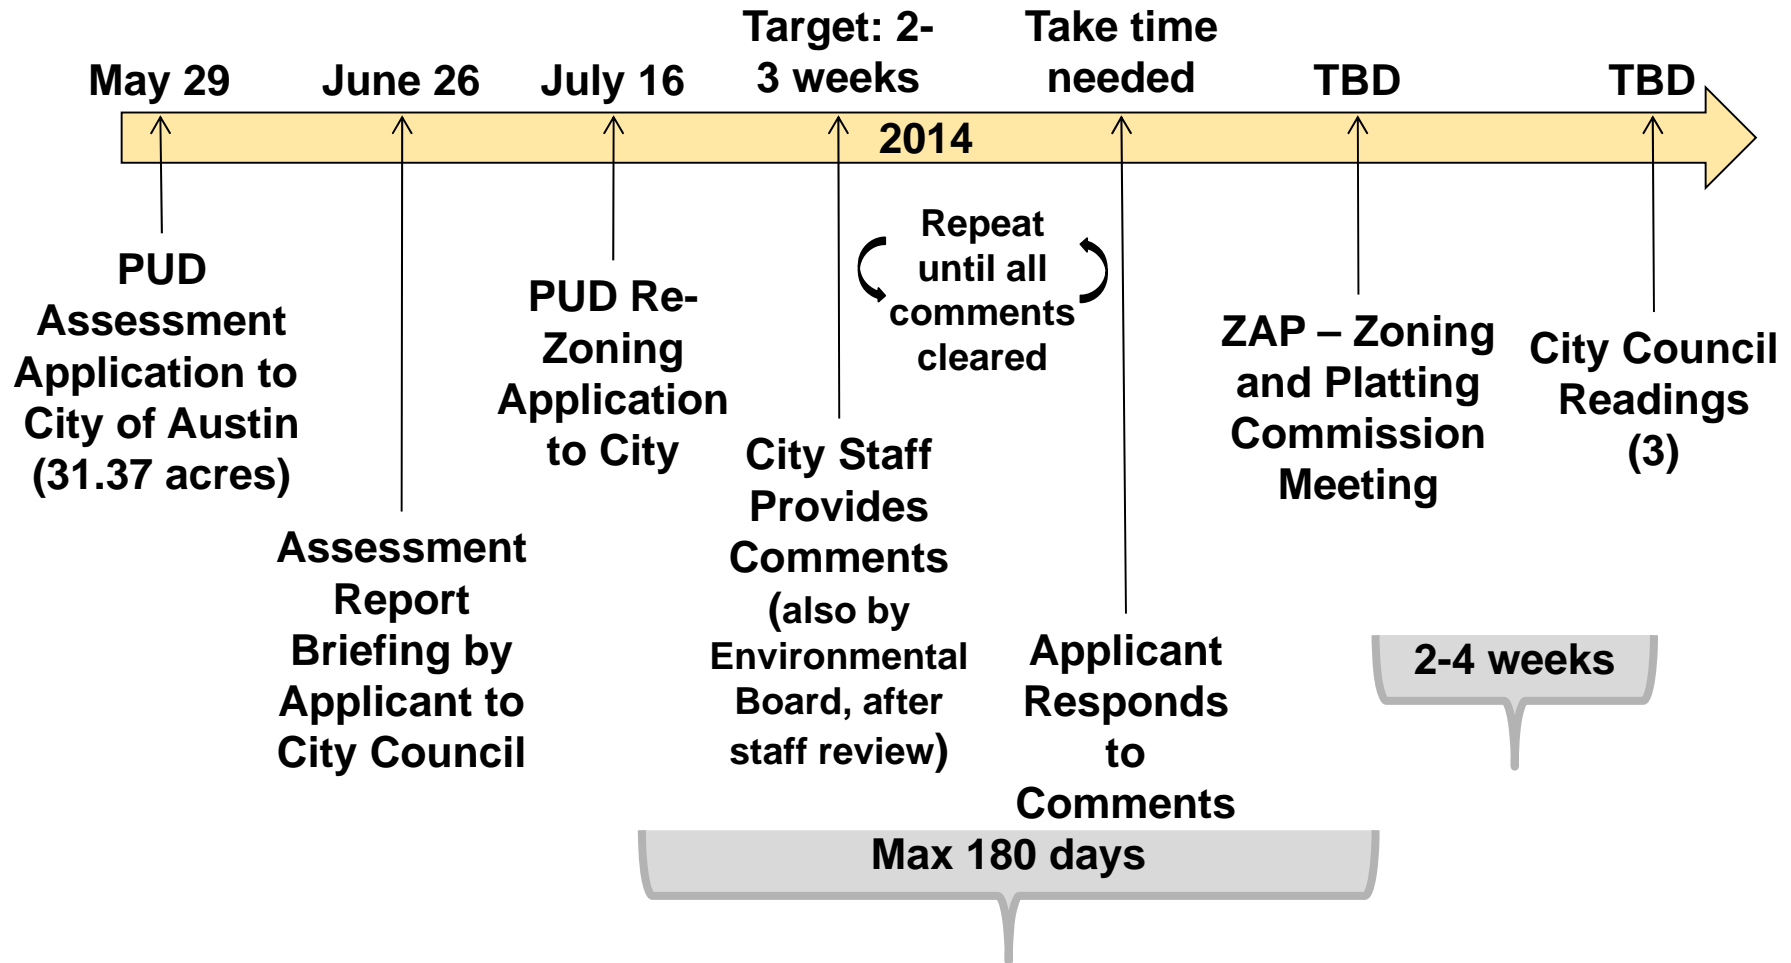 May 29
June 26
July 16
Target: 2-
3 weeks
Take time
needed
TBD
TBD
2014
PUD
Assessment
Application to
City of Austin
(31.37 acres)
Assessment
Report
Briefing by
Applicant to
City Council
PUD Re-
Zoning
Application
to City
City Staff
Provides
Comments
(also by
Environmental
Board, after
staff review)
Repeat
until all
comments
cleared
Applicant
Responds
to
Comments
ZAP – Zoning
and Platting
Commission
Meeting
City Council
Readings
(3)
2-4 weeks
Max 180 days